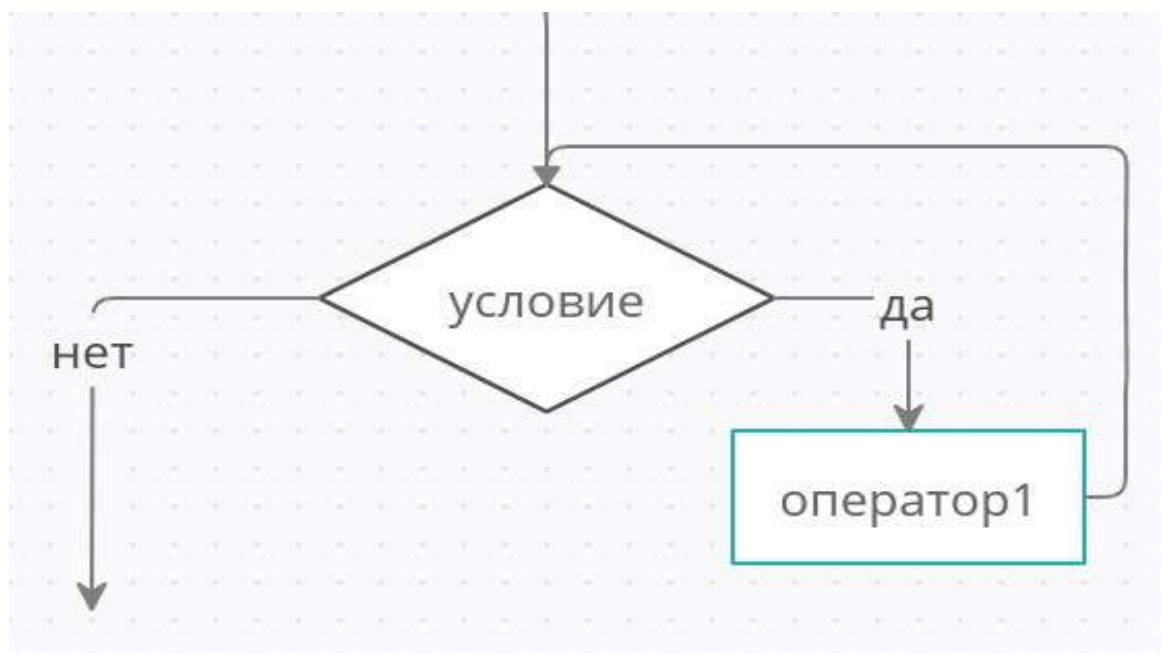 условие
да
нет
оператор1